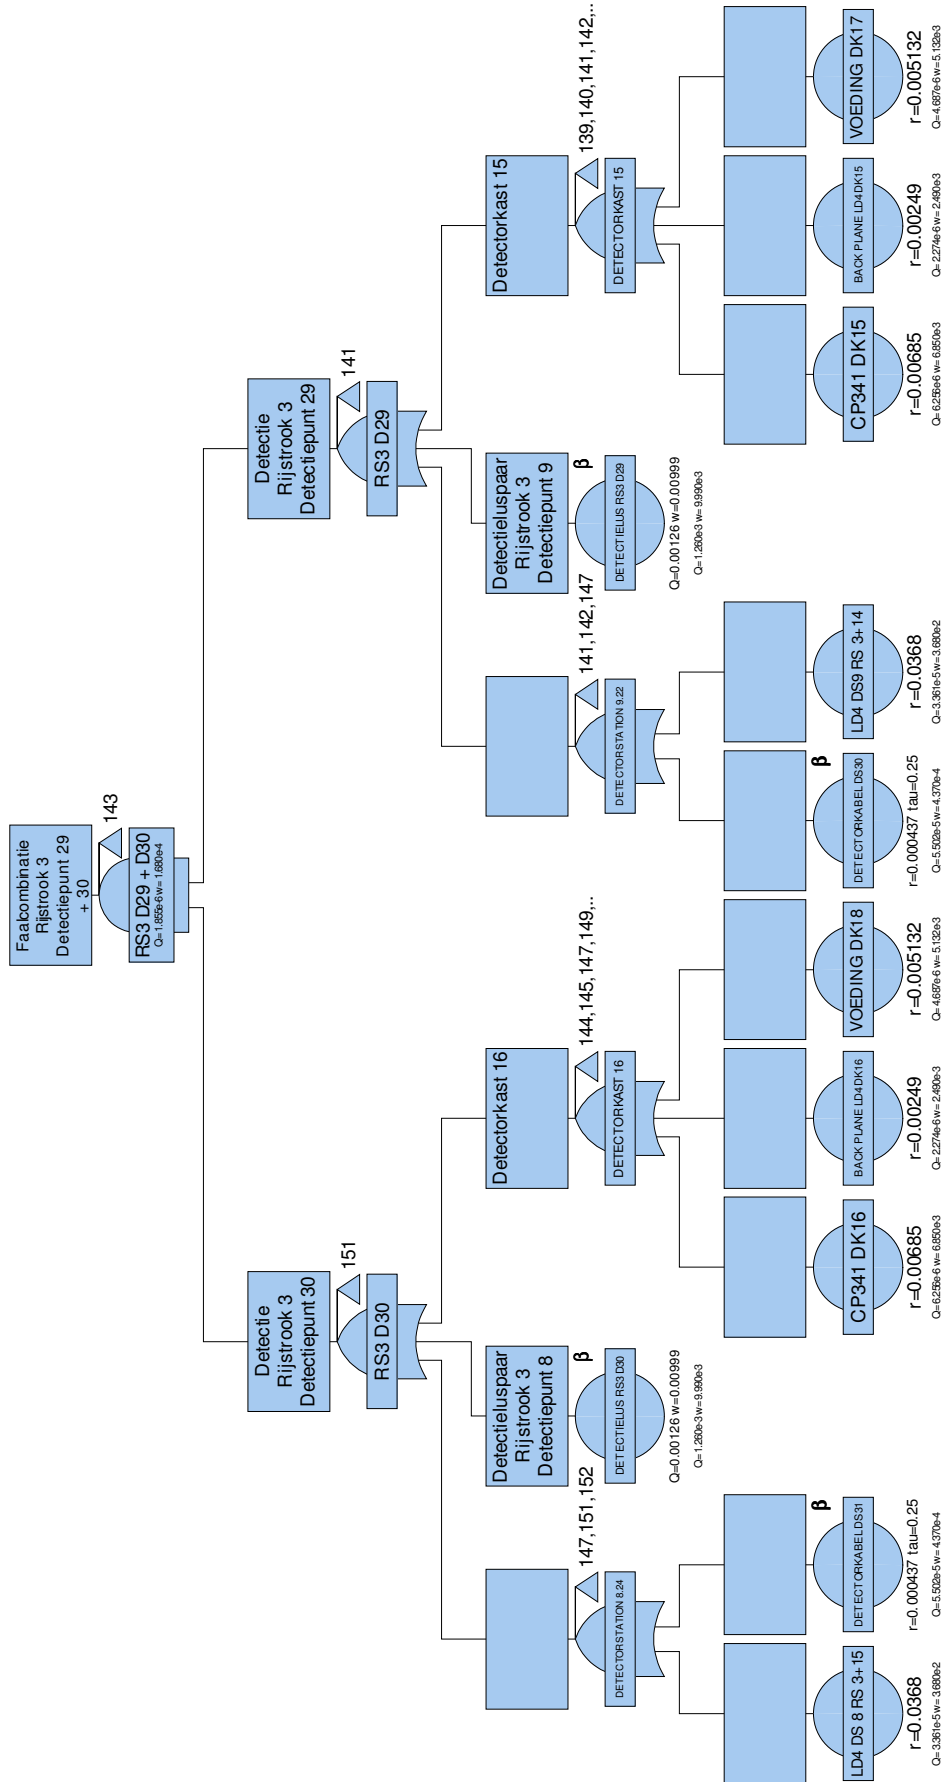 Faalcombinatie
Rijstrook 3
Detectiepunt 29
+ 30
143
RS3 D29 + D30
Q=1.855e-6 w= 1.680e-4
Detectie
Rijstrook 3
Detectiepunt 30
151
RS3 D30
Detectie
Rijstrook 3
Detectiepunt 29
141
RS3 D29
147,151,152
DETECTORSTATION 8.24
Detectieluspaar
Rijstrook 3
Detectiepunt 8
β
DETECTIELUS RS3 D30
Q=0.00126 w=0.00999
Q=1.260e-3 w= 9.990e-3
Detectorkast 16
144,145,147,149,..
DETECTORKAST 16
141,142,147
DETECTORSTATION 9.22
Detectieluspaar
Rijstrook 3
Detectiepunt 9
β
DETECTIELUS RS3 D29
Q=0.00126 w=0.00999
Q=1.260e-3 w= 9.990e-3
Detectorkast 15
139,140,141,142,..
DETECTORKAST 15
LD4 DS 8 RS 3+15
r=0.0368
Q=3.361e-5 w= 3.680e-2
β
DETECTORKABEL DS31
r=0.000437 tau=0.25
Q=5.502e-5 w= 4.370e-4
CP341 DK16
r=0.00685
Q=6.256e-6 w= 6.850e-3
BACK PLANE LD4 DK16
r=0.00249
Q=2.274e-6 w= 2.490e-3
VOEDING DK18
r=0.005132
Q=4.687e-6 w= 5.132e-3
β
DETECTORKABEL DS30
r=0.000437 tau=0.25
Q=5.502e-5 w= 4.370e-4
LD4 DS9 RS 3+14
r=0.0368
Q=3.361e-5 w= 3.680e-2
CP341 DK15
r=0.00685
Q=6.256e-6 w= 6.850e-3
BACK PLANE LD4 DK15
r=0.00249
Q=2.274e-6 w= 2.490e-3
VOEDING DK17
r=0.005132
Q=4.687e-6 w= 5.132e-3